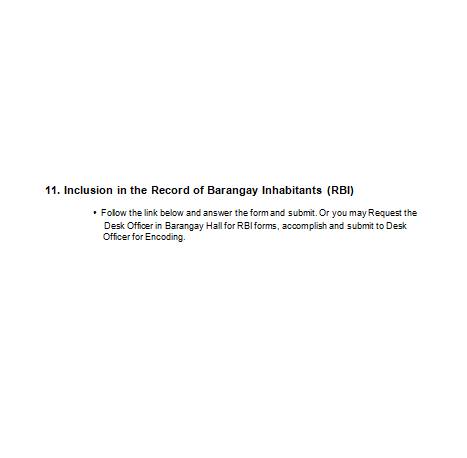 11. Inclusion in the Record of Barangay Inhabitants (RBI)
• Follow the link below and answer the form and submit. Or you may Request the
Desk Officer in Barangay Hall for RBI forms, accomplish and submit to Desk
Officer for Encoding.